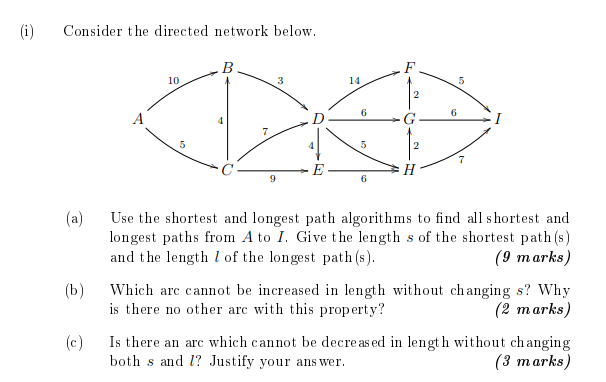 (i) Consider the directed network below.
B F
10 3 14 5
2
A 4 D 6 G 6 I
7
5 4 5 2 7
C E H
9 6
(a) Use the shortest and longest path algorithms to find all shortest and
longest paths from A to I. Give the length s of the shortest path(s)
and the length l of the longest path(s). (9 marks)
(b) Which arc cannot be increased in length without changing s? Why
is there no other arc with this property? (2 marks)
(c) Is there an arc which cannot be decreased in length without changing
both s and l? Justify your answer. (3 marks)